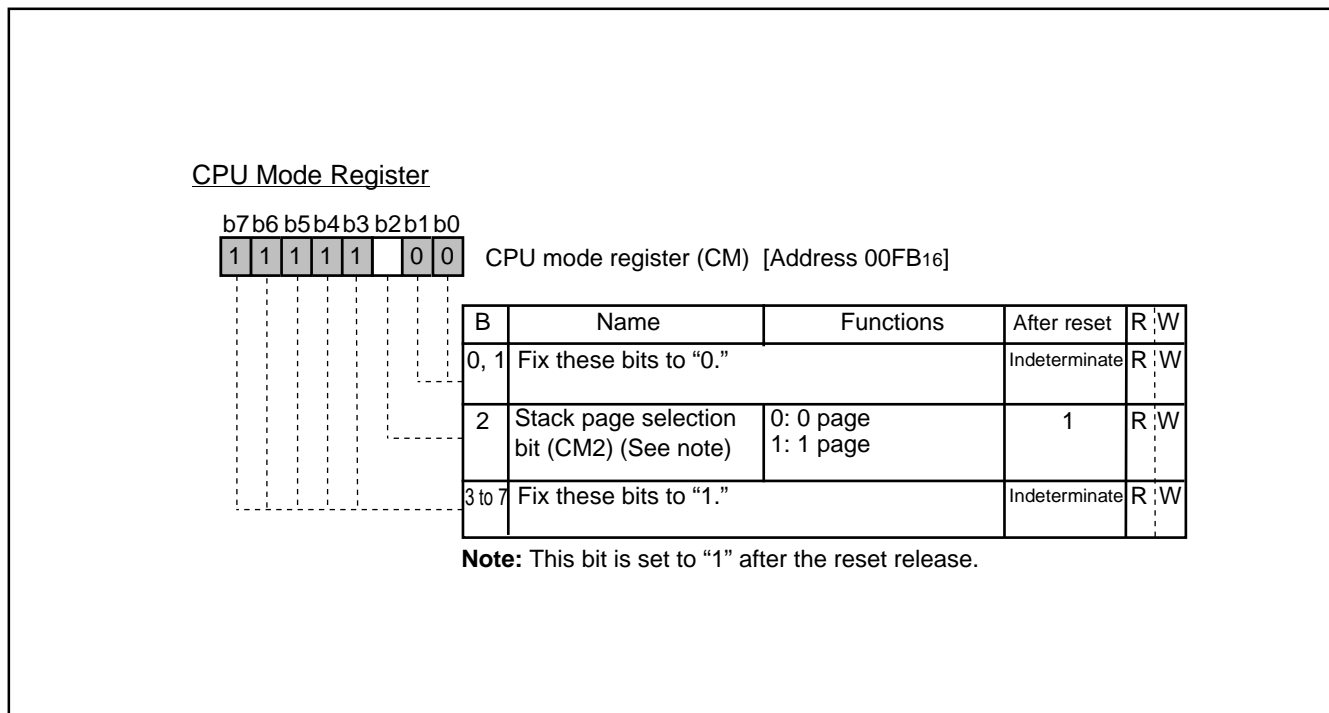 CPU Mode Register
b7 b6 b5 b4 b3 b2 b1 b0
1 1 1 1 1 0 0
CPU mode register (CM) [Address 00FB16]
B Name Functions After reset R W
0, 1 Fix these bits to “0.” Indeterminate R W
2 Stack page selection 0: 0 page 1 R W
bit (CM2) (See note) 1: 1 page
3 to 7 Fix these bits to “1.” Indeterminate R W
Note: This bit is set to “1” after the reset release.